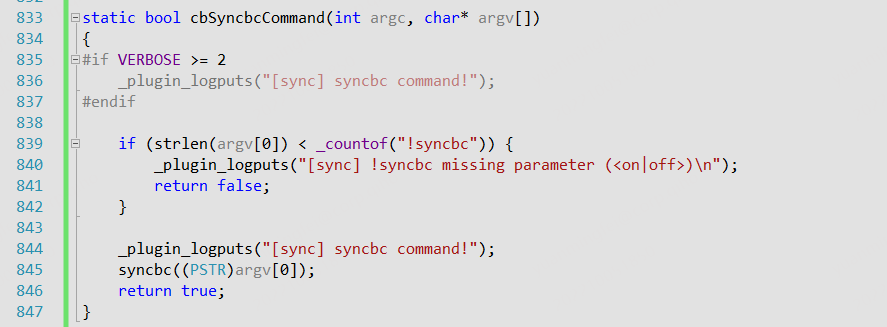 833 static bool cbSyncbcCommand(int argc, char* argv[])
834 {
835 #if VERBOSE >= 2
836     _plugin_logputs("[sync] syncbc command!");
837 #endif
838
839     if (strlen(argv[0]) < _countof("!syncbc")) {
840         _plugin_logputs("[sync] !syncbc missing parameter (<on|off>)\n");
841         return false;
842     }
843
844     _plugin_logputs("[sync] syncbc command!");
845     syncbc((PSTR)argv[0]);
846     return true;
847 }